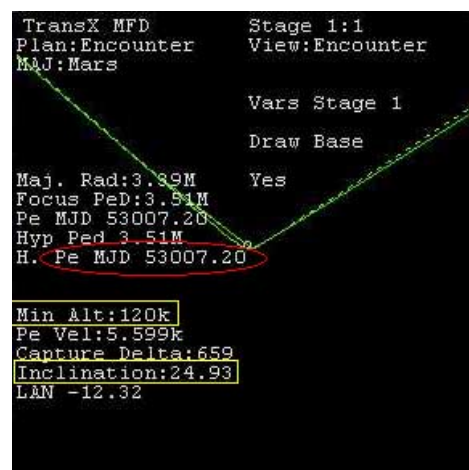 TransX MFD
Stage 1:1
Plan:Encounter
View:Encounter
MAJ:Mars
Vars Stage 1
Draw Base
Maj. Rad:3.39M
Yes
Focus PeD:3.51M
Pe MJD 53007.20
Hyp Ped 3.51M
H. Pe MJD 53007.20
Min Alt:120k
Pe Vel:5.599k
Capture Delta:659
Inclination:24.93
LAN -12.32